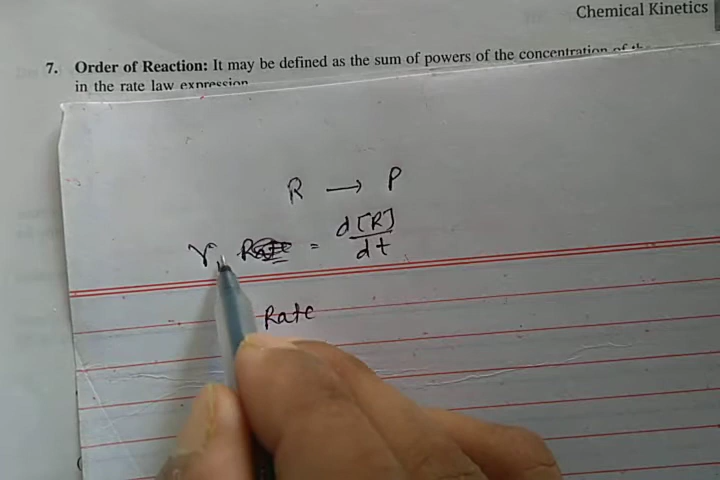 Chemical Kinetics
7. Order of Reaction: It may be defined as the sum of powers of the concentration of
in the rate law expression
R → P
r = d[R]/dt
Rate